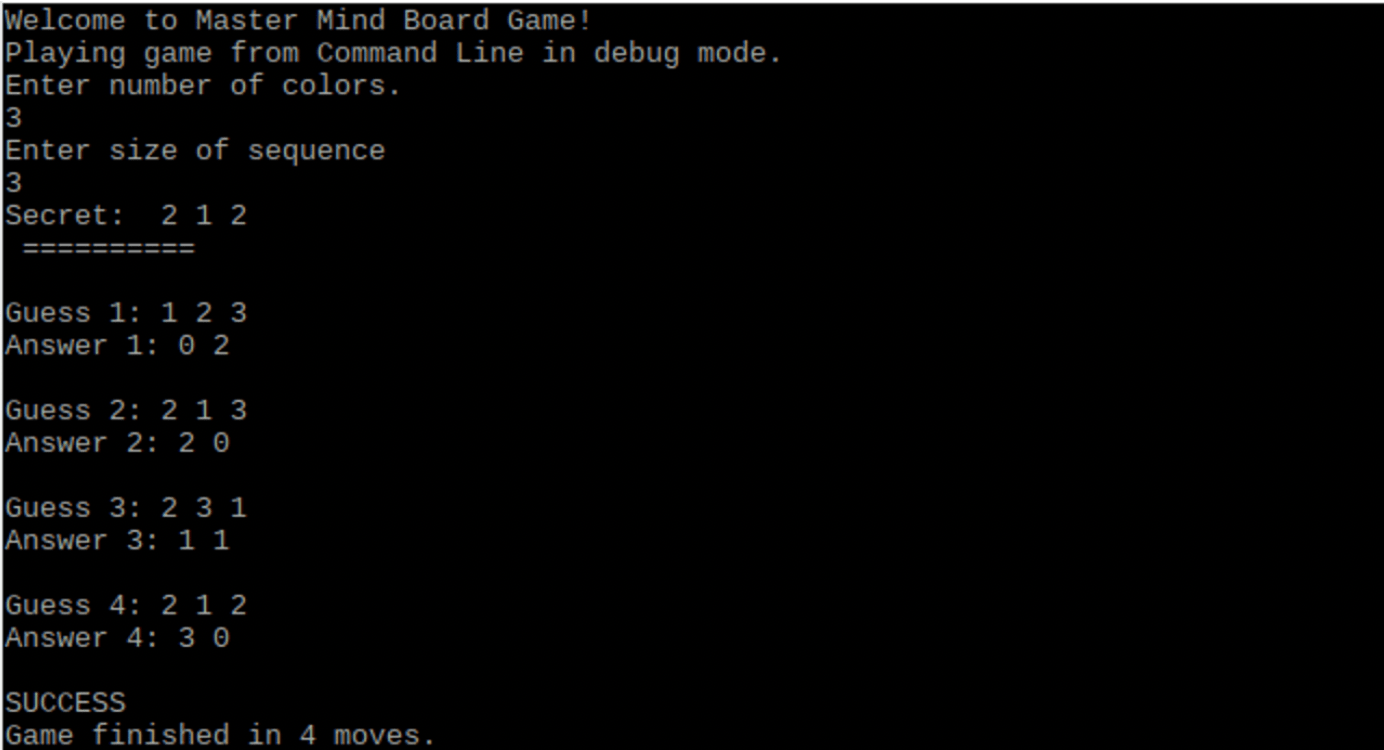 Welcome to Master Mind Board Game!
Playing game from Command Line in debug mode.
Enter number of colors.
3
Enter size of sequence
3
Secret:  2 1 2
 ==========
Guess 1: 1 2 3
Answer 1: 0 2
Guess 2: 2 1 3
Answer 2: 2 0
Guess 3: 2 3 1
Answer 3: 1 1
Guess 4: 2 1 2
Answer 4: 3 0
SUCCESS
Game finished in 4 moves.